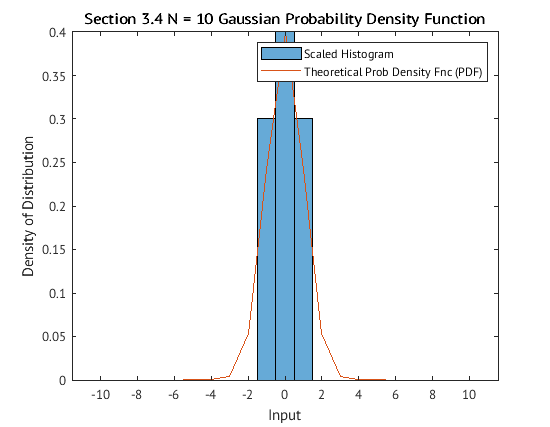 Section 3.4 N = 10 Gaussian Probability Density Function
Scaled Histogram
Theoretical Prob Density Fnc (PDF)
Density of Distribution
0.4
0.35
0.3
0.25
0.2
0.15
0.1
0.05
0
-10 -8 -6 -4 -2 0 2 4 6 8 10
Input